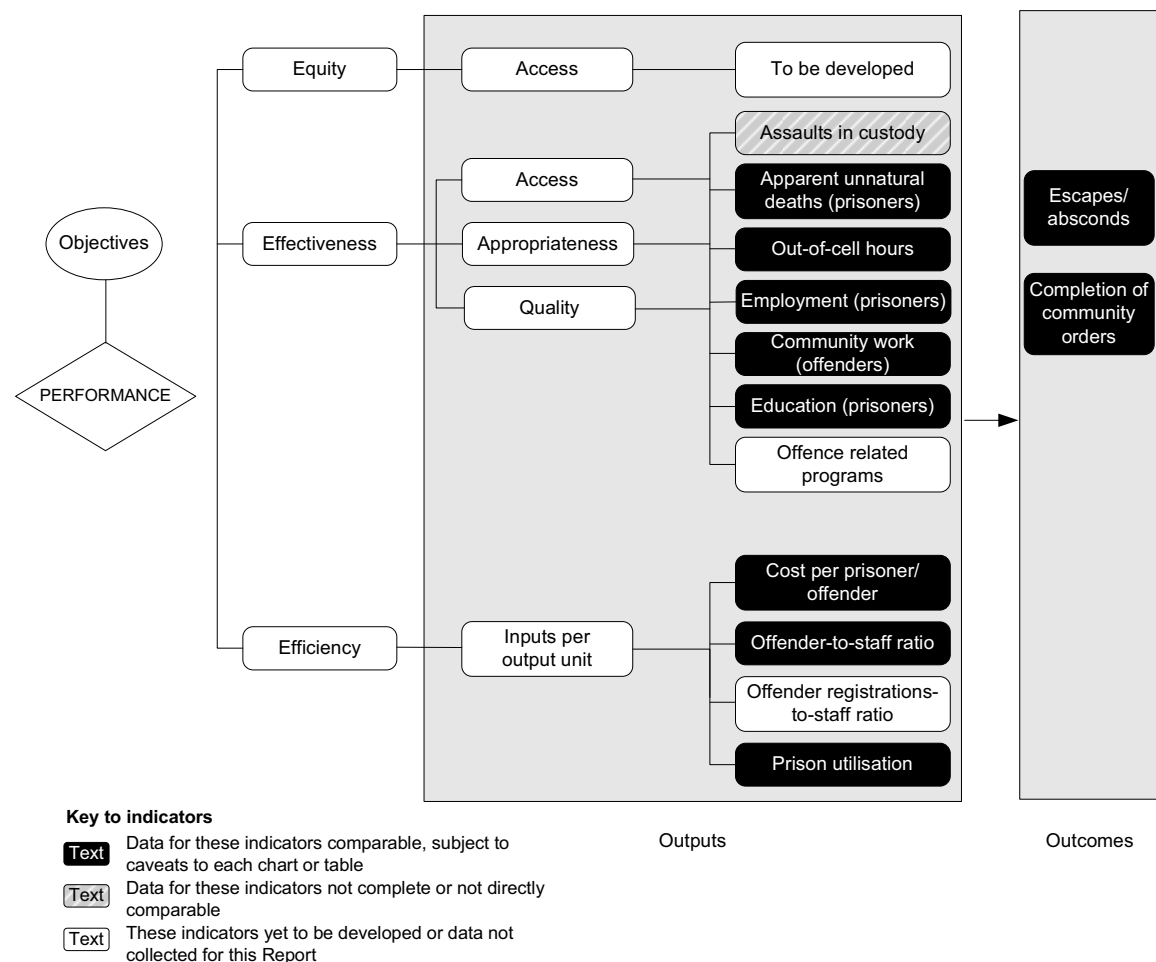 Equity
Access
To be developed
Assaults in custody
Access
Apparent unnatural
deaths (prisoners)
Escapes/
absconds
Objectives
Effectiveness
Appropriateness
Out-of-cell hours
Quality
Employment (prisoners)
Completion of
community
orders
Community work
(offenders)
PERFORMANCE
Education (prisoners)
Offence related
programs
Cost per prisoner/
offender
Efficiency
Inputs per
output unit
Offender-to-staff ratio
Offender registrations-
to-staff ratio
Prison utilisation
Key to indicators
Outputs
Outcomes
Text
Data for these indicators comparable, subject to
caveats to each chart or table
Text
Data for these indicators not complete or not directly
comparable
Text
These indicators yet to be developed or data not
collected for this Report